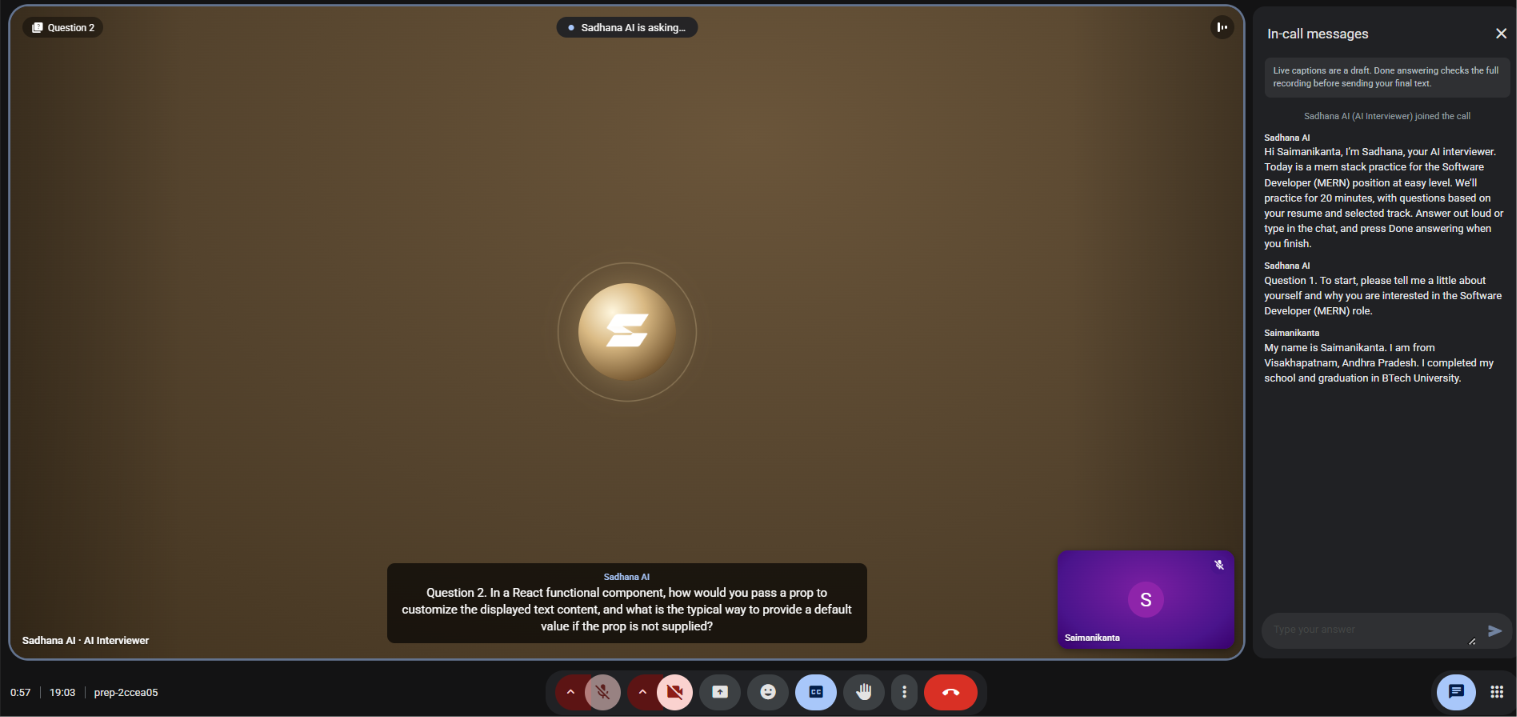 Question 2
Sadhana AI is asking...
Sadhana AI
Question 2. In a React functional component, how would you pass a prop to
customize the displayed text content, and what is the typical way to provide a default
value if the prop is not supplied?
Sadhana AI · AI Interviewer
S
Saimanikanta
0:57 | 19:03 | prep-2ccea05
CC
In-call messages
Live captions are a draft. Done answering checks the full
recording before sending your final text.
Sadhana AI (AI Interviewer) joined the call
Sadhana AI
Hi Saimanikanta, I'm Sadhana, your AI interviewer.
Today is a mern stack practice for the Software
Developer (MERN) position at easy level. We'll
practice for 20 minutes, with questions based on
your resume and selected track. Answer out loud or
type in the chat, and press Done answering when
you finish.
Sadhana AI
Question 1. To start, please tell me a little about
yourself and why you are interested in the Software
Developer (MERN) role.
Saimanikanta
My name is Saimanikanta. I am from
Visakhapatnam, Andhra Pradesh. I completed my
school and graduation in BTech University.
Type your answer